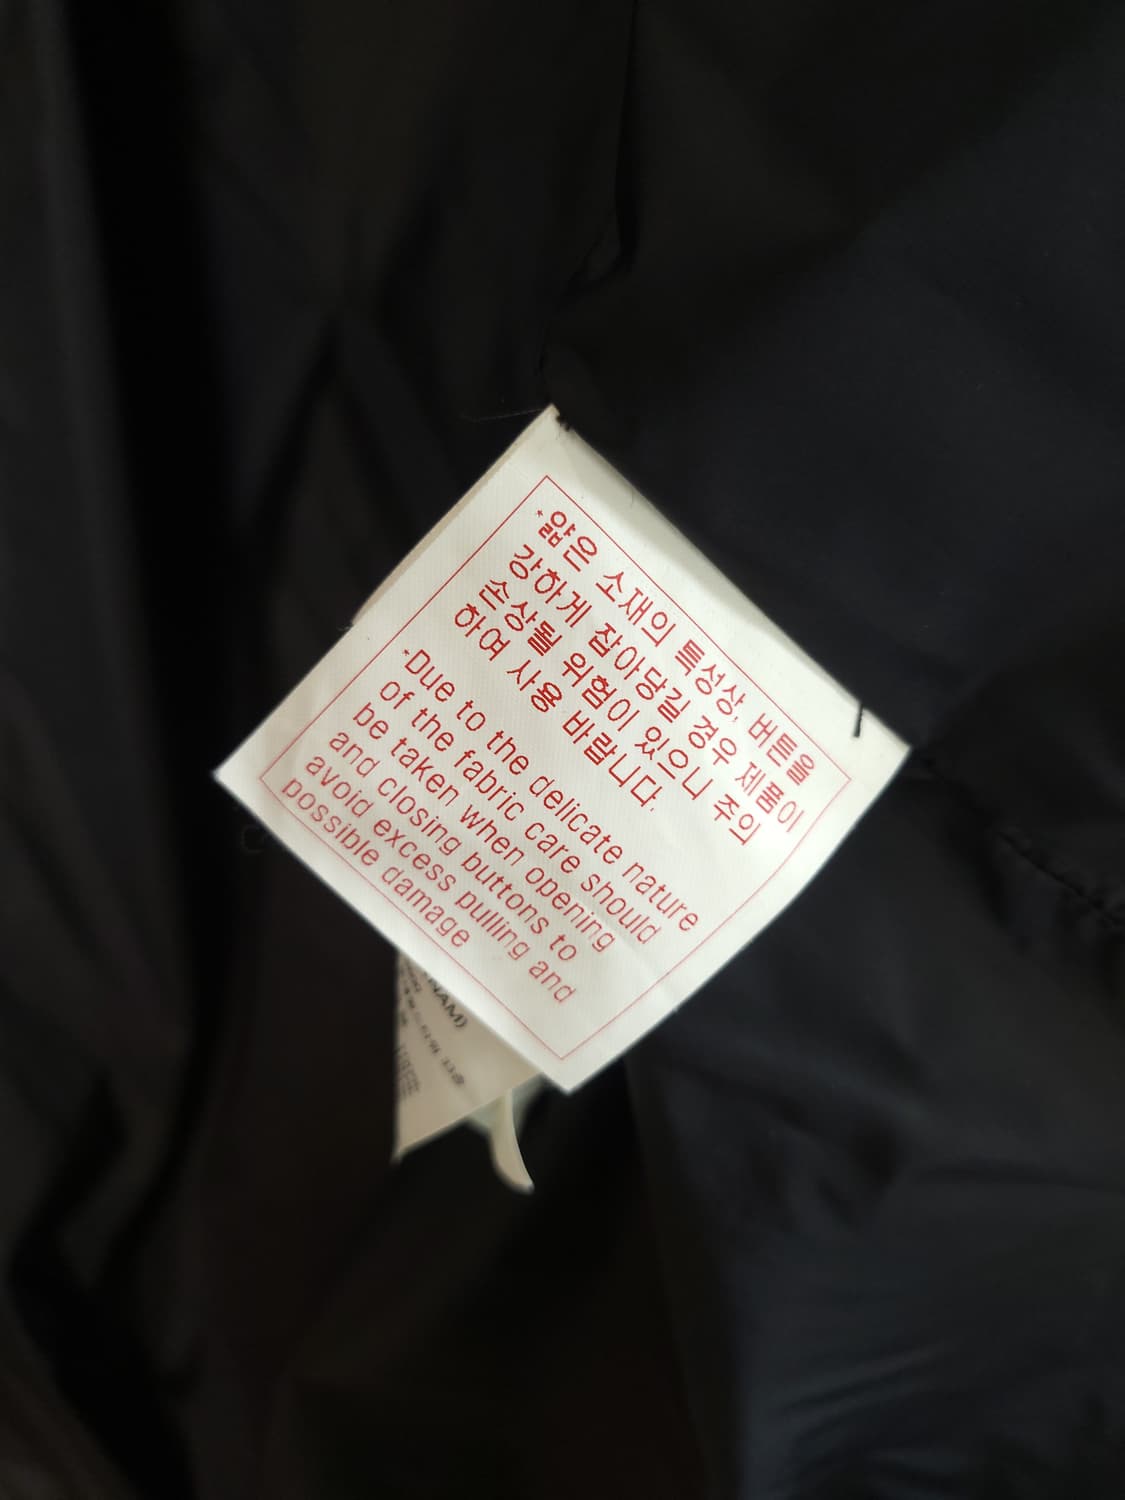 *얇은 소재의 특성상, 버튼을
강하게 잡아당길 경우 제품이
손상될 위험이 있으니 주의
하여 사용 바랍니다.
*Due to the delicate nature
of the fabric care should
be taken when opening
and closing buttons to
avoid excess pulling and
possible damage
NAM)